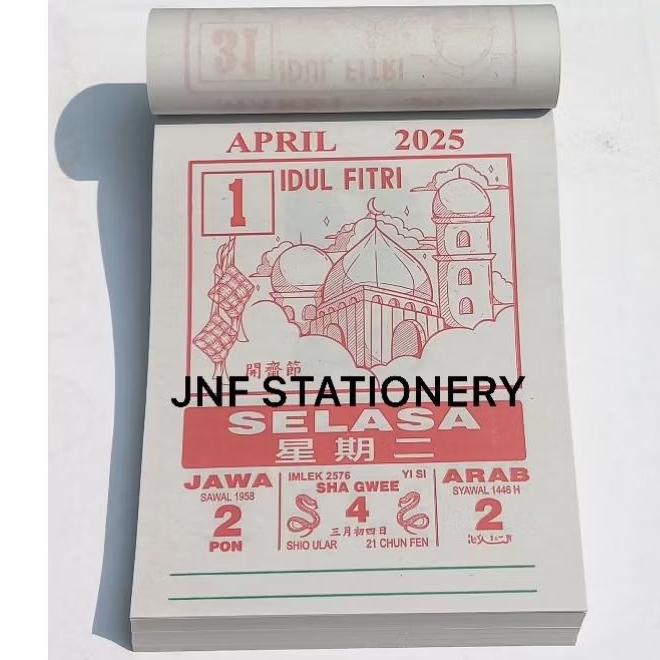 31
IDUL FITRI
APRIL 2025
1
IDUL FITRI
開齋節
JNF STATIONERY
SELASA
星期二
JAWA
SAWAL 1958
2
PON
IMLEK 2576 YI SI
SHA GWEE
4
三月初四日
SHIO ULAR 21 CHUN FEN
ARAB
SYAWAL 1446 H
2